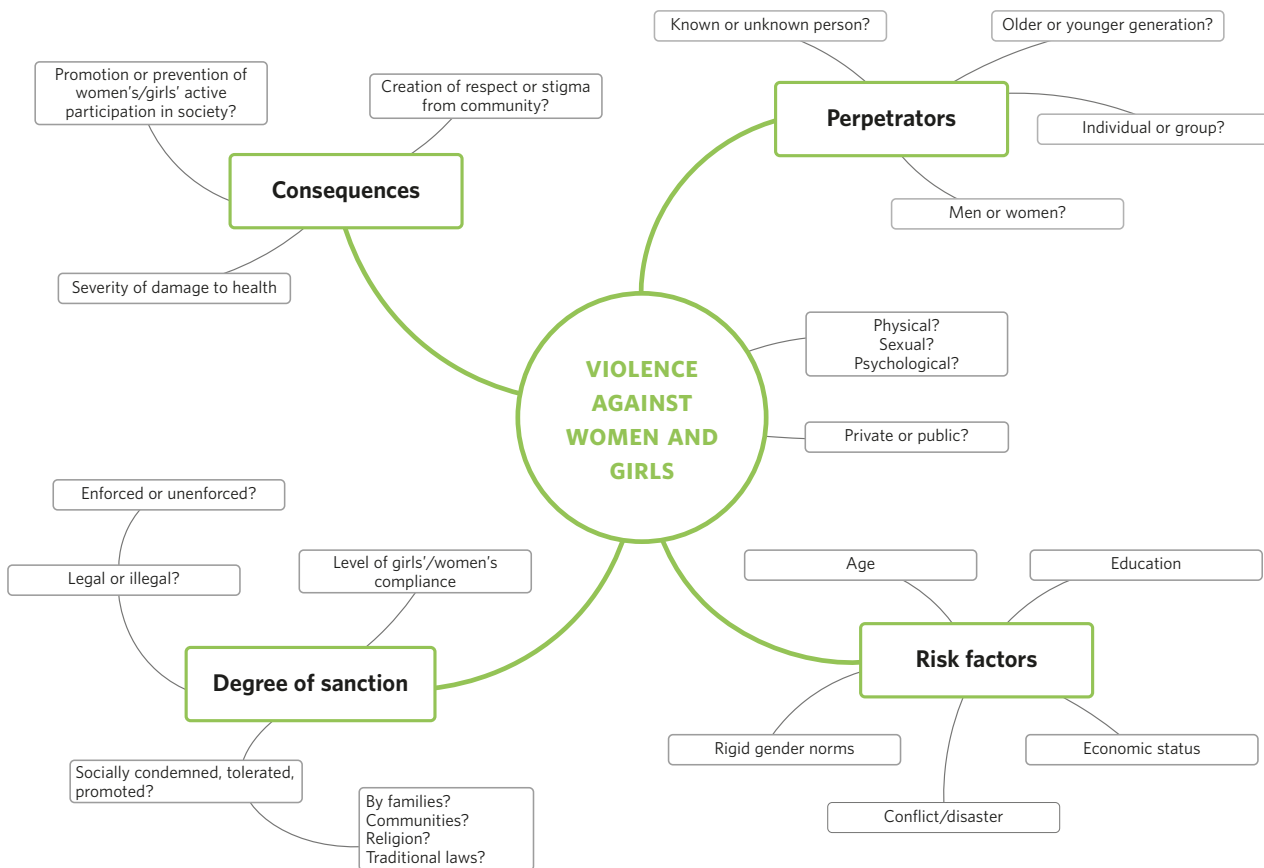 Known or unknown person?
Older or younger generation?
Promotion or prevention of
women's/girls' active
participation in society?
Creation of respect or stigma
from community?
Perpetrators
Individual or group?
Consequences
Men or women?
Severity of damage to health
Physical?
Sexual?
Psychological?
VIOLENCE
AGAINST
WOMEN AND
GIRLS
Private or public?
Enforced or unenforced?
Legal or illegal?
Level of girls'/women's
compliance
Degree of sanction
Socially condemned, tolerated,
promoted?
By families?
Communities?
Religion?
Traditional laws?
Age
Education
Risk factors
Rigid gender norms
Economic status
Conflict/disaster